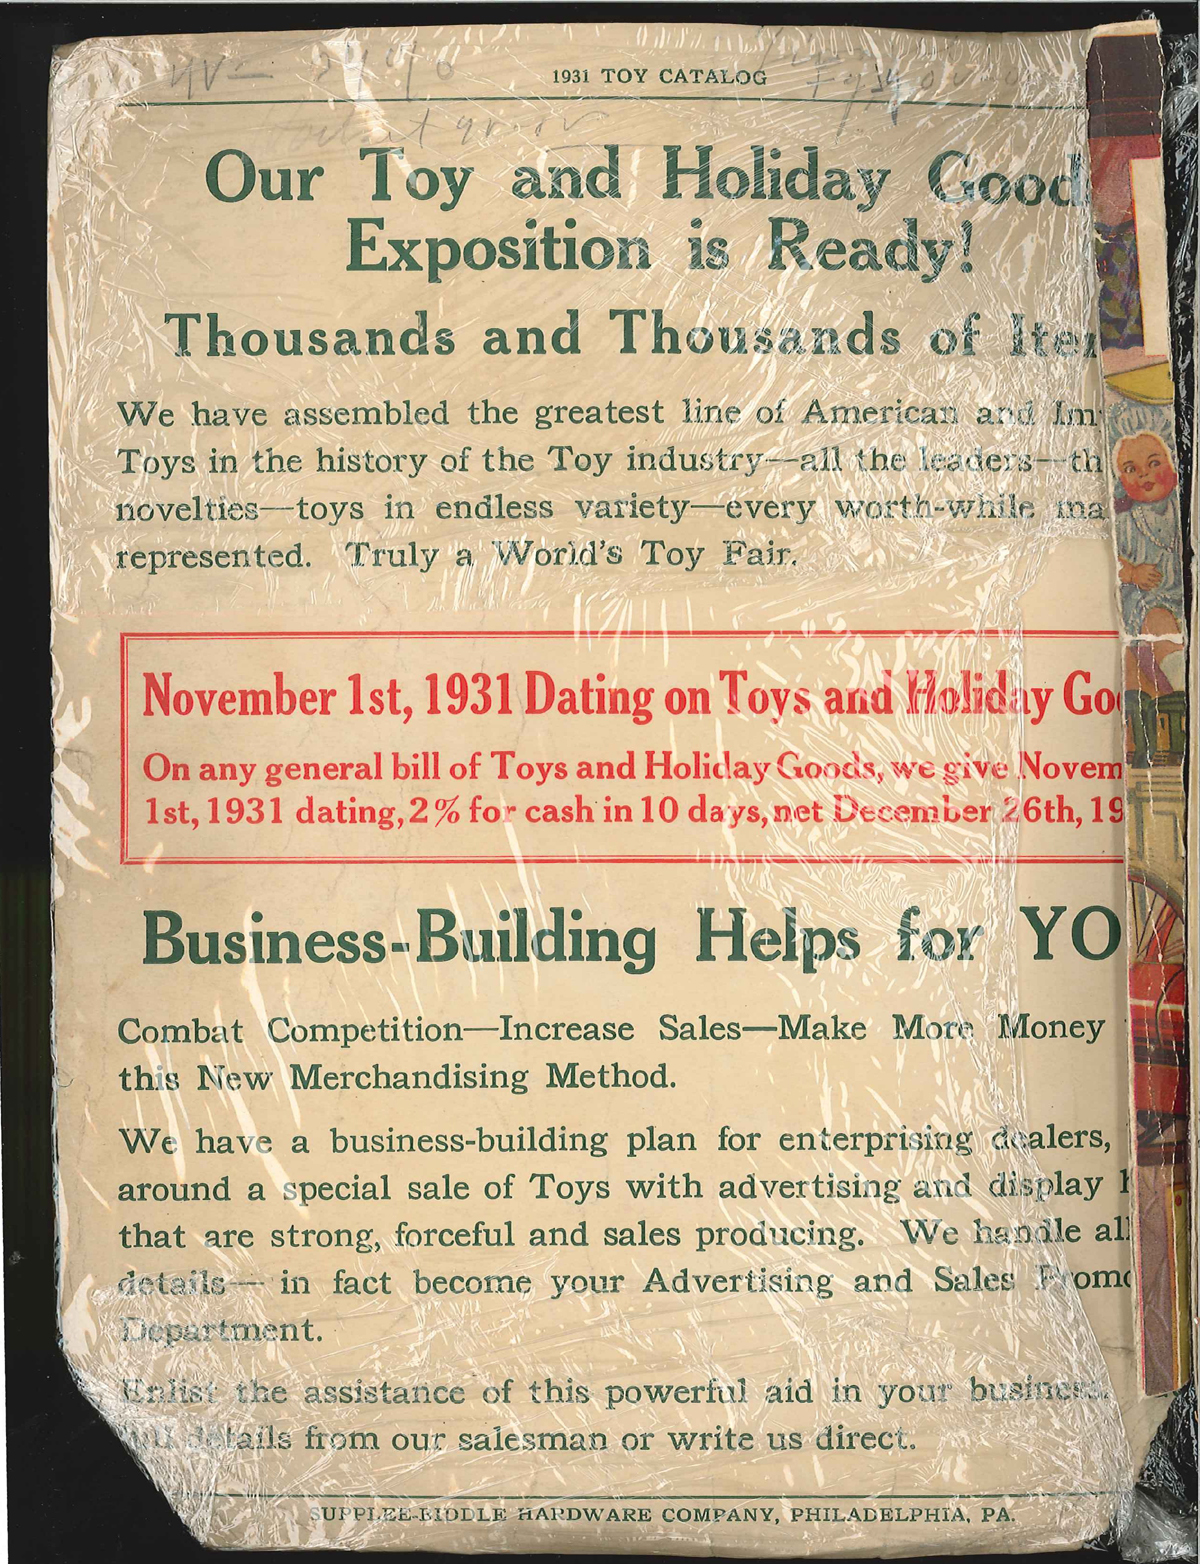 1931 TOY CATALOG
Our Toy and Holiday Good
Exposition is Ready!
Thousands and Thousands of Ite
We have assembled the greatest line of American and Im
Toys in the history of the Toy industry—all the leaders—th
novelties—toys in endless variety—every worth-while ma
represented. Truly a World's Toy Fair.
November 1st, 1931 Dating on Toys and Holiday Go
On any general bill of Toys and Holiday Goods, we give Novem
1st, 1931 dating, 2% for cash in 10 days, net December 26th, 19
Business-Building Helps for YO
Combat Competition—Increase Sales—Make More Money
this New Merchandising Method.
We have a business-building plan for enterprising dealers,
around a special sale of Toys with advertising and display h
that are strong, forceful and sales producing. We handle all
details— in fact become your Advertising and Sales Promo
Department.
Enlist the assistance of this powerful aid in your business.
Full details from our salesman or write us direct.
SUPPLEE-BIDDLE HARDWARE COMPANY, PHILADELPHIA, PA.